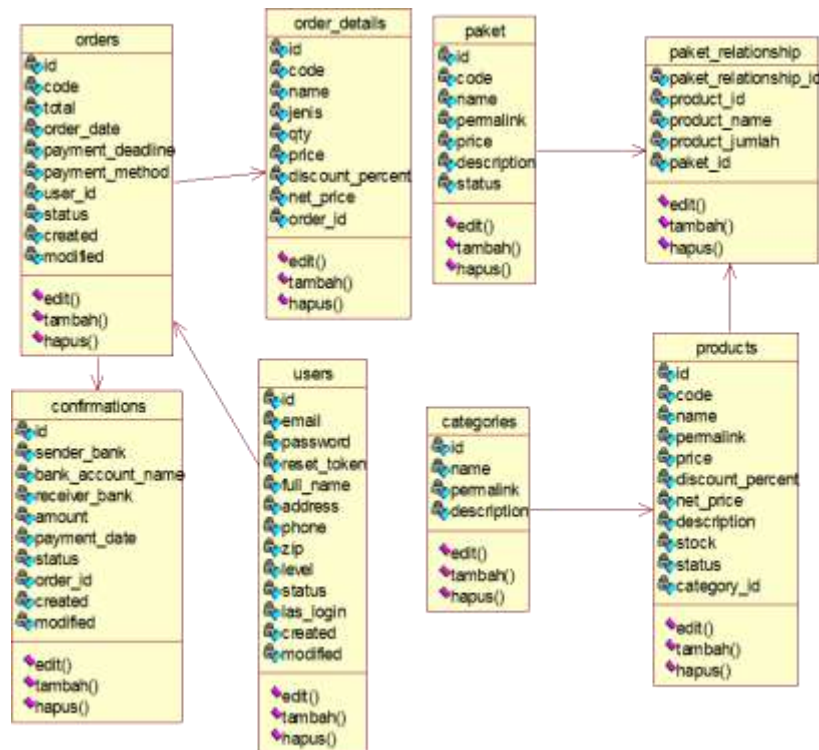 orders
id
code
total
order_date
payment_deadline
payment_method
user_id
status
created
modified
edit()
tambah()
hapus()
order_details
id
code
name
jenis
qty
price
discount_percent
net_price
order_id
edit()
tambah()
hapus()
paket
id
code
name
permalink
price
description
status
edit()
tambah()
hapus()
paket_relationship
paket_relationship_id
product_id
product_name
product_jumlah
paket_id
edit()
tambah()
hapus()
confirmations
id
sender_bank
bank_account_name
receiver_bank
amount
payment_date
status
order_id
created
modified
edit()
tambah()
hapus()
users
id
email
password
reset_token
full_name
address
phone
zip
level
status
las_login
created
modified
edit()
tambah()
hapus()
categories
id
name
permalink
description
edit()
tambah()
hapus()
products
id
code
name
permalink
price
discount_percent
net_price
description
stock
status
category_id
edit()
tambah()
hapus()